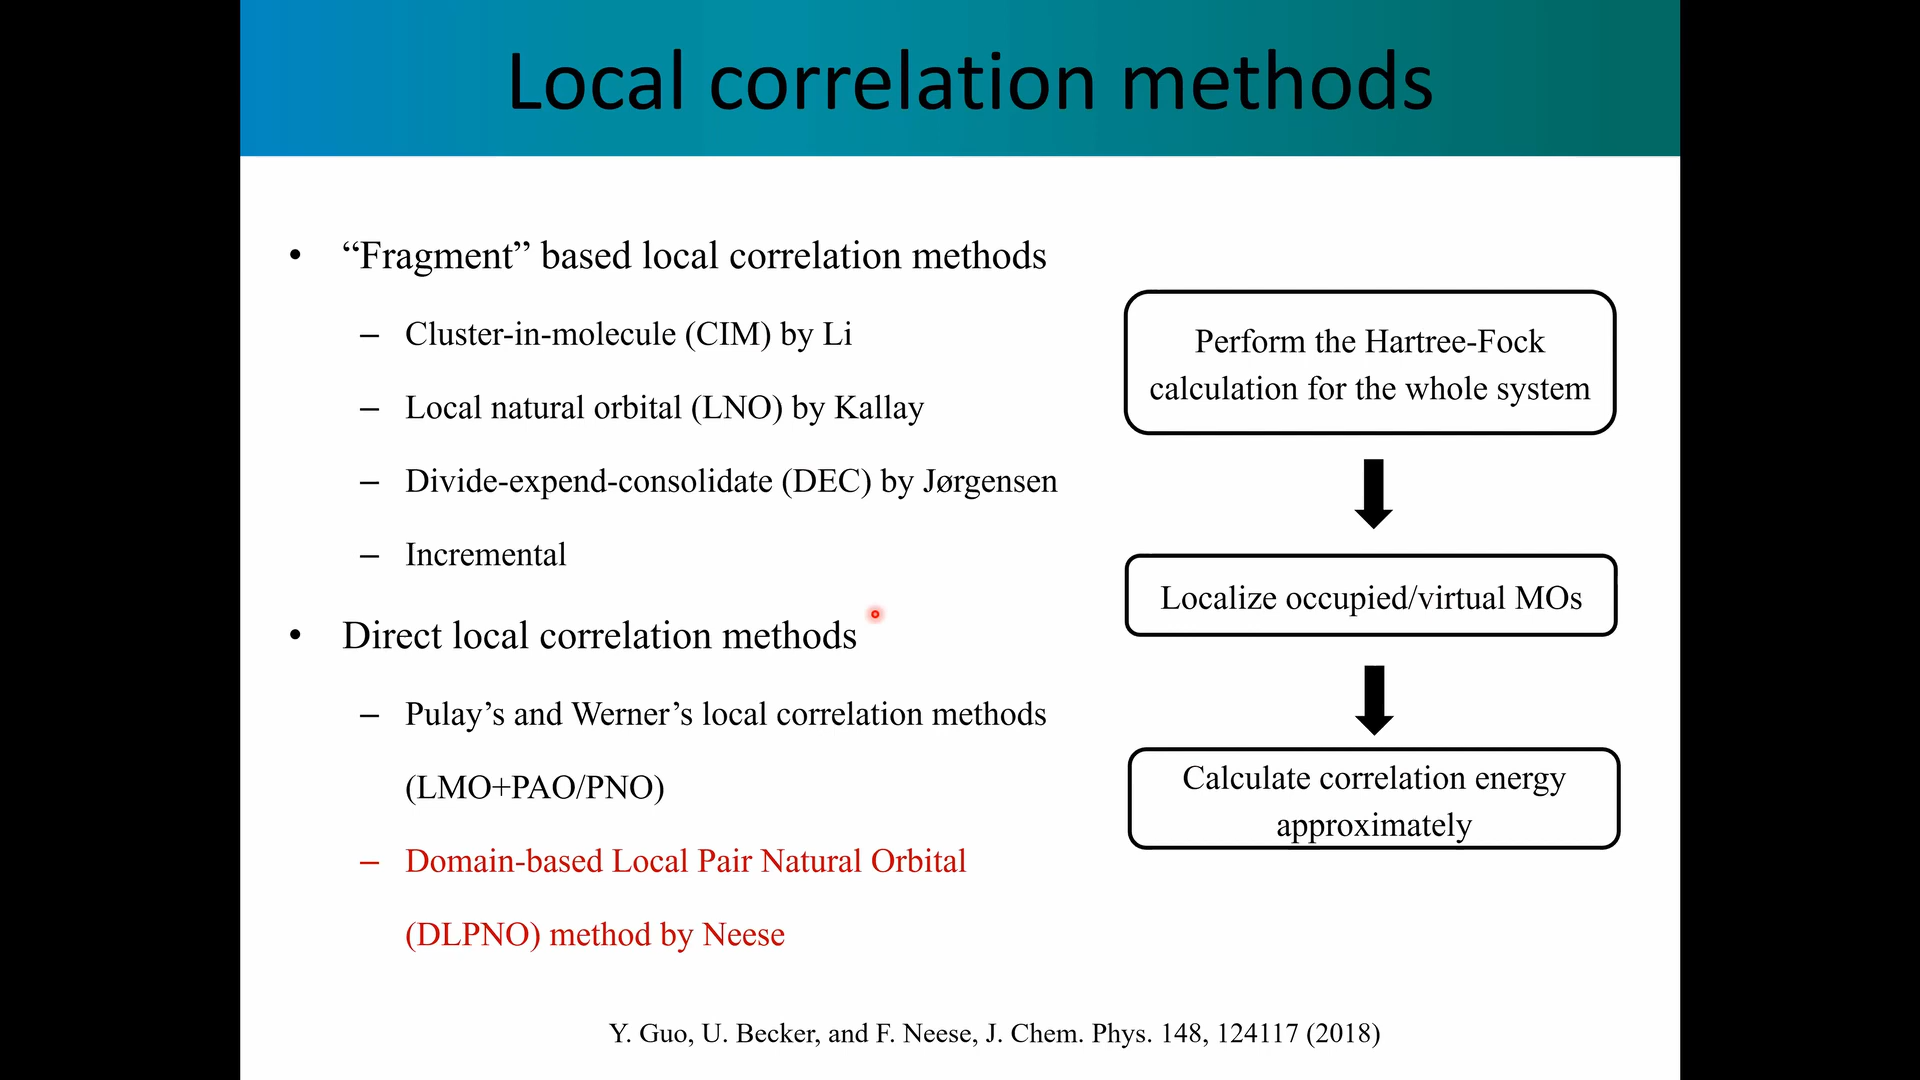 Local correlation methods
• “Fragment” based local correlation methods
– Cluster-in-molecule (CIM) by Li
– Local natural orbital (LNO) by Kallay
– Divide-expend-consolidate (DEC) by Jørgensen
– Incremental
• Direct local correlation methods
– Pulay’s and Werner’s local correlation methods
(LMO+PAO/PNO)
– Domain-based Local Pair Natural Orbital
(DLPNO) method by Neese
Perform the Hartree-Fock
calculation for the whole system
Localize occupied/virtual MOs
Calculate correlation energy
approximately
Y. Guo, U. Becker, and F. Neese, J. Chem. Phys. 148, 124117 (2018)